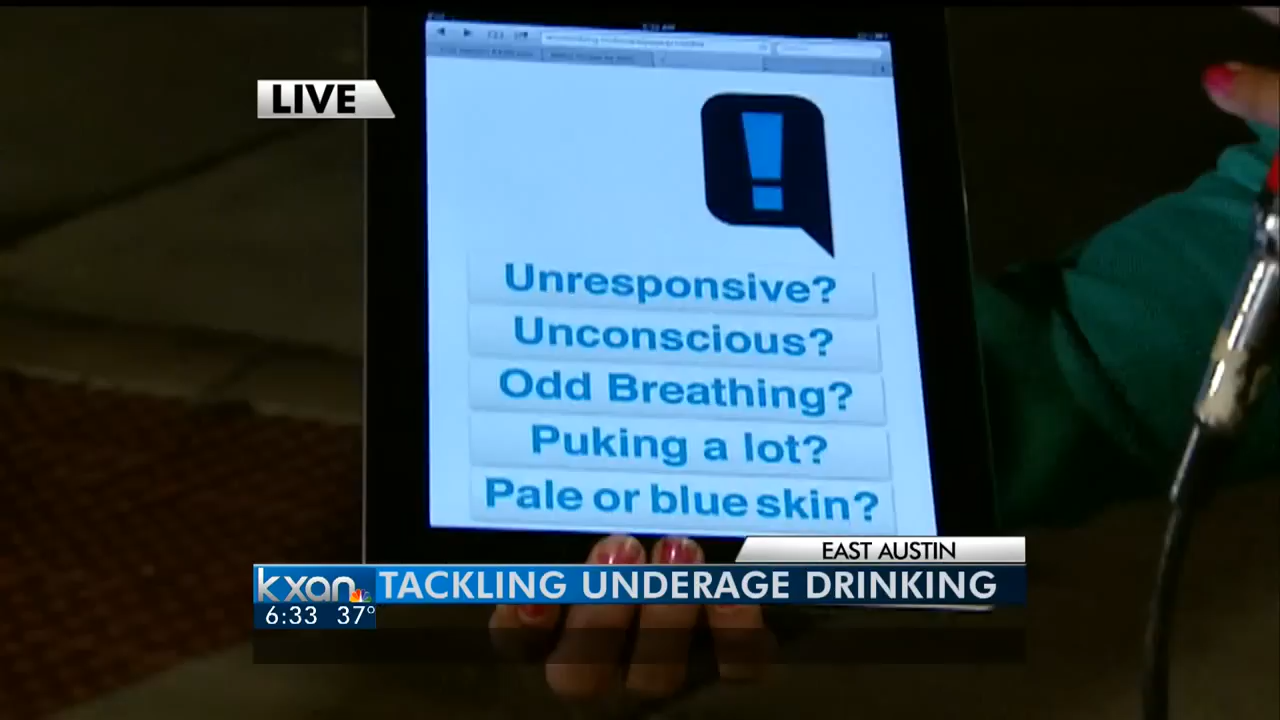 LIVE
!
Unresponsive?
Unconscious?
Odd Breathing?
Puking a lot?
Pale or blue skin?
EAST AUSTIN
kxan TACKLING UNDERAGE DRINKING
6:33 37°